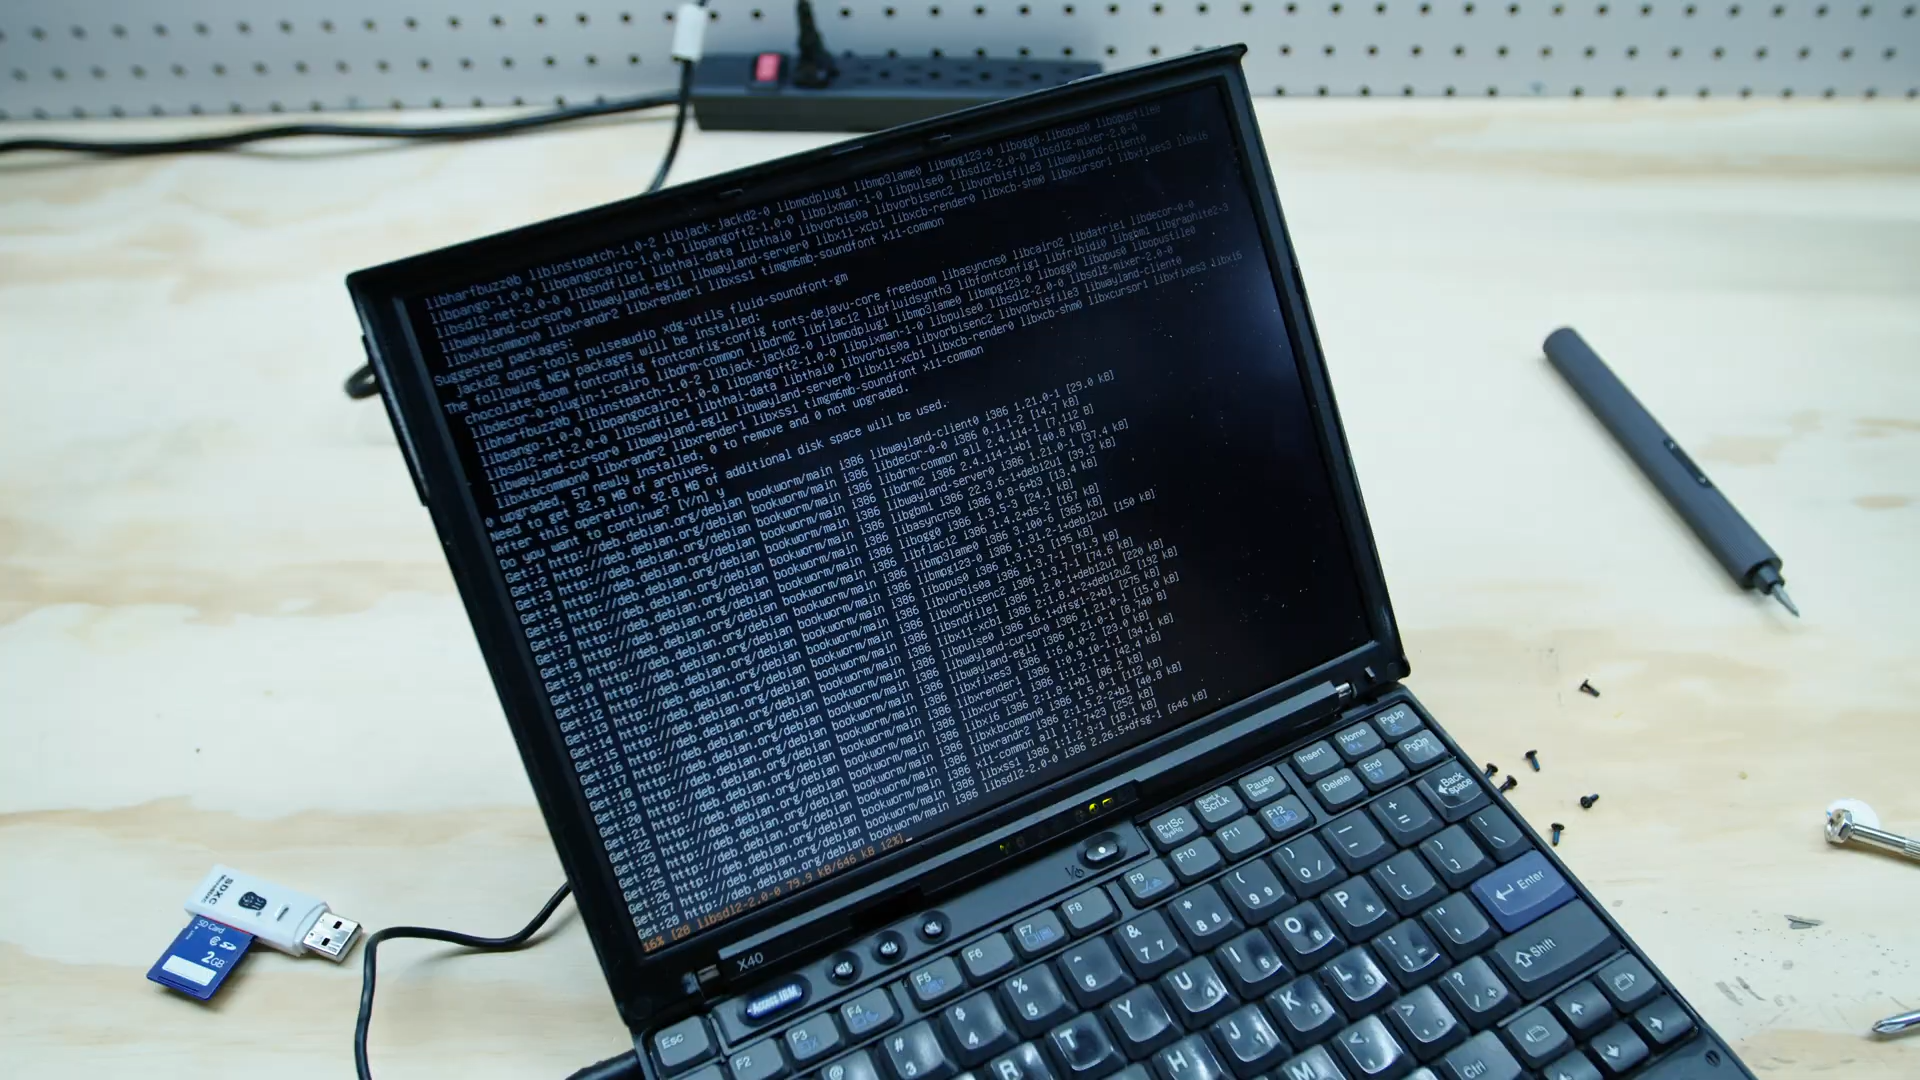 libharfbuzz0b libinstpatch-1.0-2 libjack-jackd2-0 libmodplug1 libmp3lame0 libmpg123-0 libogg0 libopus0 libopusfile0
libpango-1.0-0 libpangocairo-1.0-0 libpangoft2-1.0-0 libpixman-1-0 libpulse0 libsdl2-2.0-0 libsdl2-mixer-2.0-0
libsdl2-net-2.0-0 libsndfile1 libthai-data libthai0 libvorbis0a libvorbisenc2 libvorbisfile3 libwayland-client0
libwayland-cursor0 libwayland-egl1 libwayland-server0 libx11-xcb1 libxcb-render0 libxcb-shm0 libxcursor1 libxfixes3 libxi6
libxkbcommon0 libxrandr2 libxrender1 libxss1 timgm6mb-soundfont x11-common
Suggested packages:
jackd2 opus-tools pulseaudio xdg-utils fluid-soundfont-gm
The following NEW packages will be installed:
chocolate-doom fontconfig fontconfig-config fonts-dejavu-core freedoom libasyncns0 libcairo2 libdatrie1 libdecor-0-0
libdecor-0-plugin-1-cairo libdrm-common libdrm2 libflac12 libfluidsynth3 libfontconfig1 libfribidi0 libgbm1 libgraphite2-3
libharfbuzz0b libinstpatch-1.0-2 libjack-jackd2-0 libmodplug1 libmp3lame0 libmpg123-0 libogg0 libopus0 libopusfile0
libpango-1.0-0 libpangocairo-1.0-0 libpangoft2-1.0-0 libpixman-1-0 libpulse0 libsdl2-2.0-0 libsdl2-mixer-2.0-0
libsdl2-net-2.0-0 libsndfile1 libthai-data libthai0 libvorbis0a libvorbisenc2 libvorbisfile3 libwayland-client0
libwayland-cursor0 libwayland-egl1 libwayland-server0 libx11-xcb1 libxcb-render0 libxcb-shm0 libxcursor1 libxfixes3 libxi6
libxkbcommon0 libxrandr2 libxrender1 libxss1 timgm6mb-soundfont x11-common
0 upgraded, 57 newly installed, 0 to remove and 0 not upgraded.
Need to get 32.9 MB of archives.
After this operation, 92.8 MB of additional disk space will be used.
Do you want to continue? [Y/n] y
Get:1 http://deb.debian.org/debian bookworm/main i386 libwayland-client0 i386 1.21.0-1 [29.0 kB]
Get:2 http://deb.debian.org/debian bookworm/main i386 libdecor-0-0 i386 0.1.1-2 [14.7 kB]
Get:3 http://deb.debian.org/debian bookworm/main i386 libdrm-common all 2.4.114-1 [7,112 B]
Get:4 http://deb.debian.org/debian bookworm/main i386 libdrm2 i386 2.4.114-1+b1 [40.8 kB]
Get:5 http://deb.debian.org/debian bookworm/main i386 libwayland-server0 i386 1.21.0-1 [37.4 kB]
Get:6 http://deb.debian.org/debian bookworm/main i386 libgbm1 i386 22.3.6-1+deb12u1 [39.2 kB]
Get:7 http://deb.debian.org/debian bookworm/main i386 libasyncns0 i386 0.8-6+b3 [13.4 kB]
Get:8 http://deb.debian.org/debian bookworm/main i386 libogg0 i386 1.3.5-3 [24.1 kB]
Get:9 http://deb.debian.org/debian bookworm/main i386 libflac12 i386 1.4.2+ds-2 [167 kB]
Get:10 http://deb.debian.org/debian bookworm/main i386 libmp3lame0 i386 3.100-6 [365 kB]
Get:11 http://deb.debian.org/debian bookworm/main i386 libmpg123-0 i386 1.31.2-1+deb12u1 [150 kB]
Get:12 http://deb.debian.org/debian bookworm/main i386 libopus0 i386 1.3.1-3 [195 kB]
Get:13 http://deb.debian.org/debian bookworm/main i386 libvorbis0a i386 1.3.7-1 [91.9 kB]
Get:14 http://deb.debian.org/debian bookworm/main i386 libvorbisenc2 i386 1.3.7-1 [74.6 kB]
Get:15 http://deb.debian.org/debian bookworm/main i386 libsndfile1 i386 1.2.0-1+deb12u1 [220 kB]
Get:16 http://deb.debian.org/debian bookworm/main i386 libx11-xcb1 i386 2:1.8.4-2+deb12u2 [192 kB]
Get:17 http://deb.debian.org/debian bookworm/main i386 libpulse0 i386 16.1+dfsg1-2+b1 [275 kB]
Get:18 http://deb.debian.org/debian bookworm/main i386 libwayland-cursor0 i386 1.21.0-1 [15.0 kB]
Get:19 http://deb.debian.org/debian bookworm/main i386 libwayland-egl1 i386 1.21.0-1 [8,740 B]
Get:20 http://deb.debian.org/debian bookworm/main i386 libxfixes3 i386 1:6.0.0-2 [23.0 kB]
Get:21 http://deb.debian.org/debian bookworm/main i386 libxrender1 i386 1:0.9.10-1.1 [34.1 kB]
Get:22 http://deb.debian.org/debian bookworm/main i386 libxcursor1 i386 1:1.2.1-1 [42.4 kB]
Get:23 http://deb.debian.org/debian bookworm/main i386 libxi6 i386 2:1.8-1+b1 [86.2 kB]
Get:24 http://deb.debian.org/debian bookworm/main i386 libxkbcommon0 i386 1.5.0-1 [112 kB]
Get:25 http://deb.debian.org/debian bookworm/main i386 libxrandr2 i386 2:1.5.2-2+b1 [40.8 kB]
Get:26 http://deb.debian.org/debian bookworm/main i386 x11-common all 1:7.7+23 [252 kB]
Get:27 http://deb.debian.org/debian bookworm/main i386 libxss1 i386 1:1.2.3-1 [18.1 kB]
Get:28 http://deb.debian.org/debian bookworm/main i386 libsdl2-2.0-0 i386 2.26.5+dfsg-1 [646 kB]
16% [28 libsdl2-2.0-0 79.9 kB/646 kB 12%]
X40
Access IBM
SDXC
SD Card
2GB
PgUp
Home
Insert
Pause
Break
NumLk
ScrLk
PrtSc
SysRq
PgDn
End
Delete
F12
F11
F10
F9
F8
F7
F6
F5
F4
F3
F2
Esc
Back
space
Enter
Shift
Ctrl
# 3
$ 4
% 5
^ 6
& 7 7
* 8 8
( 9 9
) 0 /
R T Y U 4 I 5 O 6 P *
H J 1 K 2 L 3
M